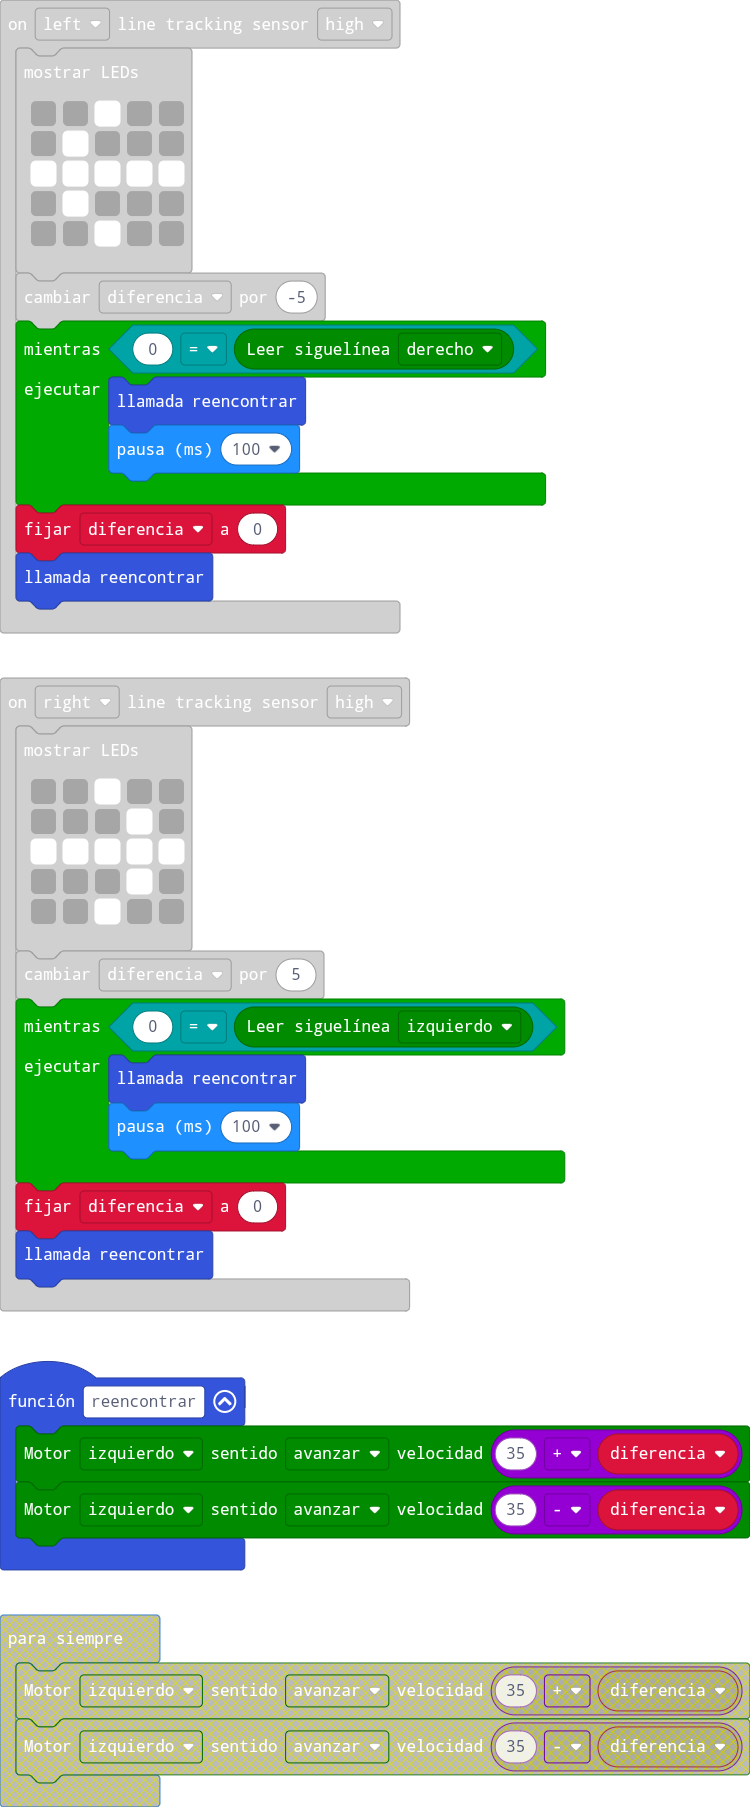 on left line tracking sensor high
mostrar LEDs
cambiar diferencia por -5
mientras 0 = Leer siguelínea derecho
ejecutar
llamada reencontrar
pausa (ms) 100
fijar diferencia a 0
llamada reencontrar
on right line tracking sensor high
mostrar LEDs
cambiar diferencia por 5
mientras 0 = Leer siguelínea izquierdo
ejecutar
llamada reencontrar
pausa (ms) 100
fijar diferencia a 0
llamada reencontrar
función reencontrar
Motor izquierdo sentido avanzar velocidad 35 + diferencia
Motor izquierdo sentido avanzar velocidad 35 - diferencia
para siempre
Motor izquierdo sentido avanzar velocidad 35 + diferencia
Motor izquierdo sentido avanzar velocidad 35 - diferencia